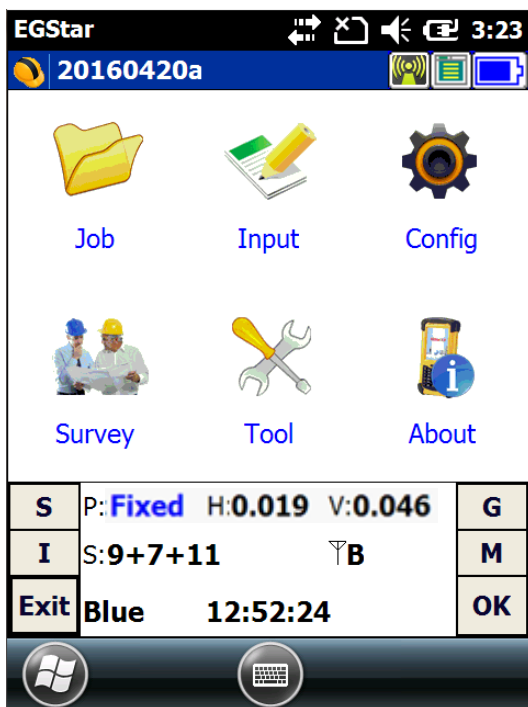 EGStar 3:23
20160420a
Job Input Config
Survey Tool About
S P:Fixed H:0.019 V:0.046 G
I S:9+7+11 B M
Exit Blue 12:52:24 OK